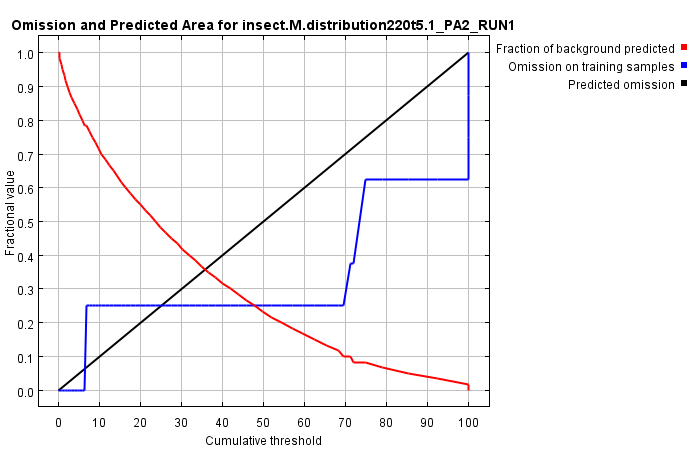 Omission and Predicted Area for insect.M.distribution220t5.1_PA2_RUN1
Fraction of background predicted
Omission on training samples
Predicted omission
Fractional value
1.0
0.9
0.8
0.7
0.6
0.5
0.4
0.3
0.2
0.1
0.0
0 10 20 30 40 50 60 70 80 90 100
Cumulative threshold